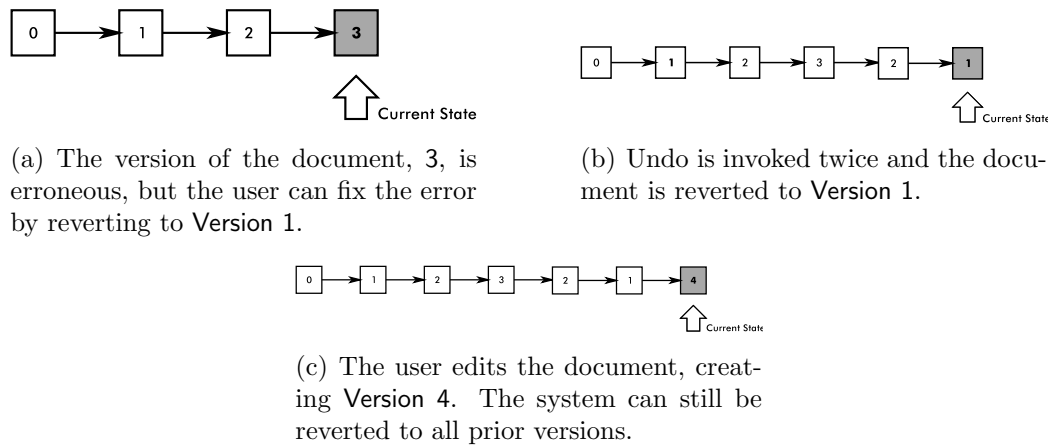 0 1 2 3
Current State
(a) The version of the document, 3, is
erroneous, but the user can fix the error
by reverting to Version 1.
0 1 2 3 2 1
Current State
(b) Undo is invoked twice and the docu-
ment is reverted to Version 1.
0 1 2 3 2 1 4
Current State
(c) The user edits the document, creat-
ing Version 4. The system can still be
reverted to all prior versions.